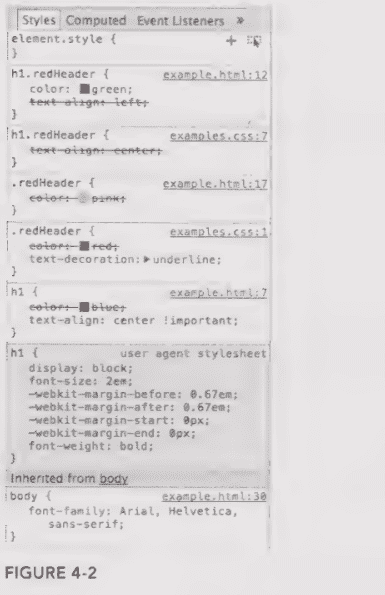 Styles Computed Event Listeners »
element.style {
}
h1.redHeader { example.html:12
color: green;
text-align: left;
}
h1.redHeader { examples.css:7
text-align: center;
}
.redHeader { example.html:17
color: pink;
}
.redHeader { examples.css:1
color: red;
text-decoration: underline;
}
h1 { example.html:7
color: blue;
text-align: center !important;
}
h1 { user agent stylesheet
display: block;
font-size: 2em;
-webkit-margin-before: 0.67em;
-webkit-margin-after: 0.67em;
-webkit-margin-start: 0px;
-webkit-margin-end: 0px;
font-weight: bold;
}
Inherited from body
body { example.html:30
font-family: Arial, Helvetica,
sans-serif;
}
FIGURE 4-2